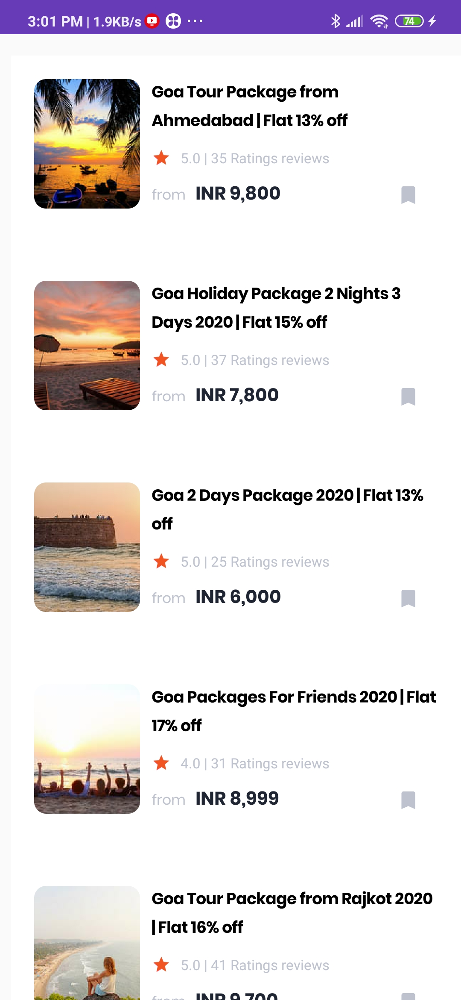 3:01 PM | 1.9KB/s
74
Goa Tour Package from
Ahmedabad | Flat 13% off
5.0 | 35 Ratings reviews
from INR 9,800
Goa Holiday Package 2 Nights 3
Days 2020 | Flat 15% off
5.0 | 37 Ratings reviews
from INR 7,800
Goa 2 Days Package 2020 | Flat 13%
off
5.0 | 25 Ratings reviews
from INR 6,000
Goa Packages For Friends 2020 | Flat
17% off
4.0 | 31 Ratings reviews
from INR 8,999
Goa Tour Package from Rajkot 2020
| Flat 16% off
5.0 | 41 Ratings reviews
from INR 9,700